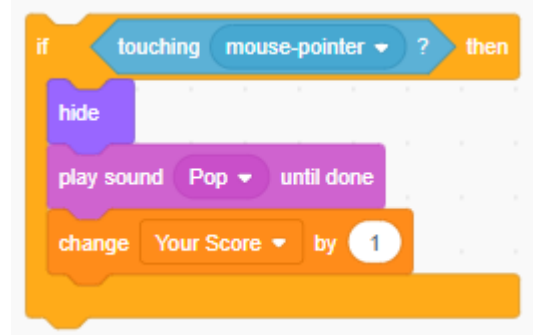 if touching mouse-pointer ? then
hide
play sound Pop until done
change Your Score by 1